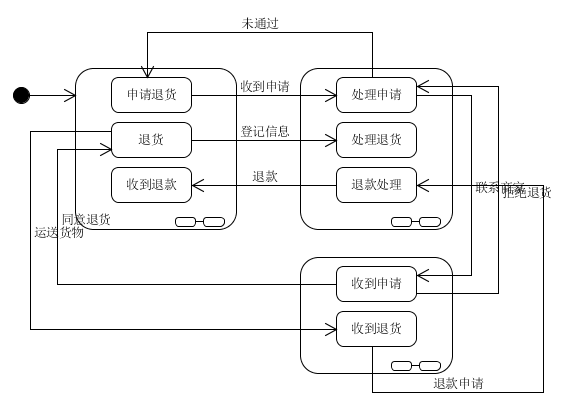 未通过
申请退货
收到申请
处理申请
退货
登记信息
处理退货
收到退款
退款
退款处理
联系商家
拒绝退货
同意退货
运送货物
收到申请
收到退货
退款申请